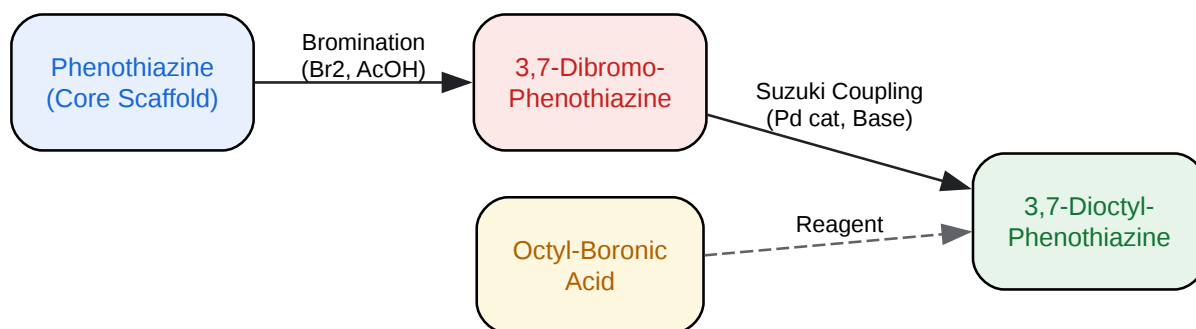 Phenothiazine
(Core Scaffold)
Bromination
(Br2, AcOH)
3,7-Dibromo-
Phenothiazine
Suzuki Coupling
(Pd cat, Base)
Octyl-Boronic
Acid
Reagent
3,7-Dioctyl-
Phenothiazine